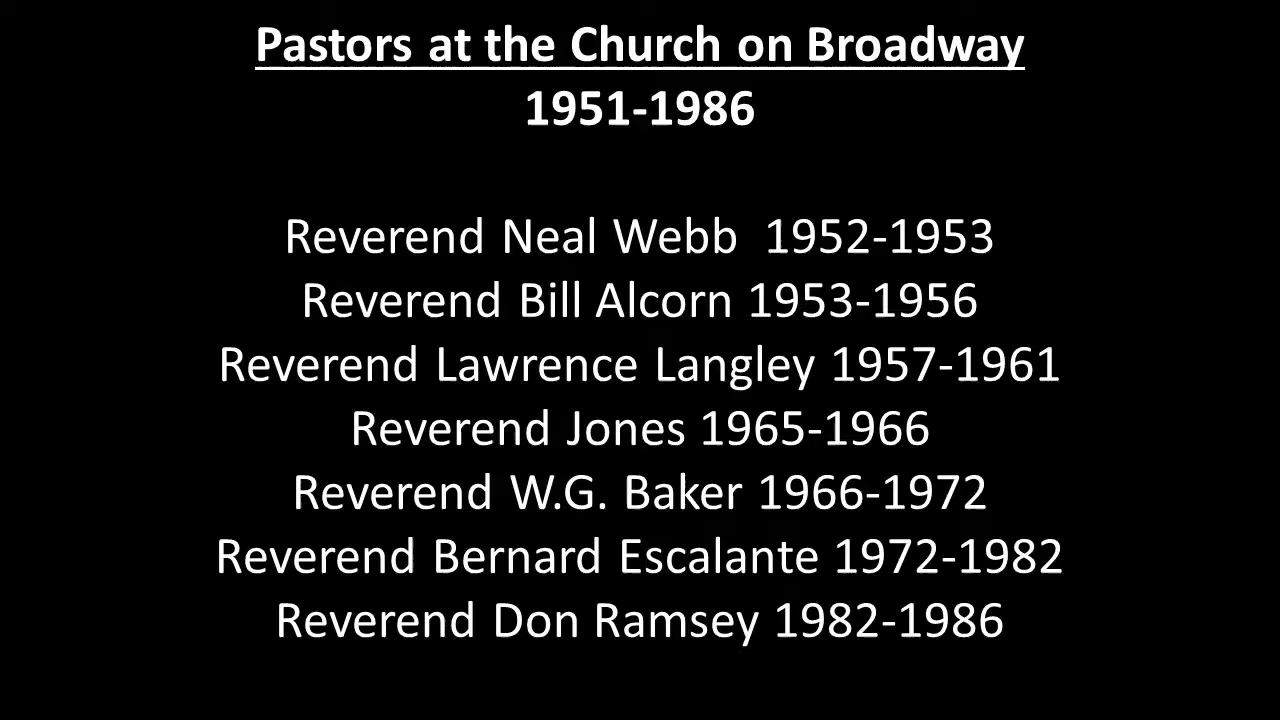 Pastors at the Church on Broadway
1951-1986
Reverend Neal Webb  1952-1953
Reverend Bill Alcorn 1953-1956
Reverend Lawrence Langley 1957-1961
Reverend Jones 1965-1966
Reverend W.G. Baker 1966-1972
Reverend Bernard Escalante 1972-1982
Reverend Don Ramsey 1982-1986